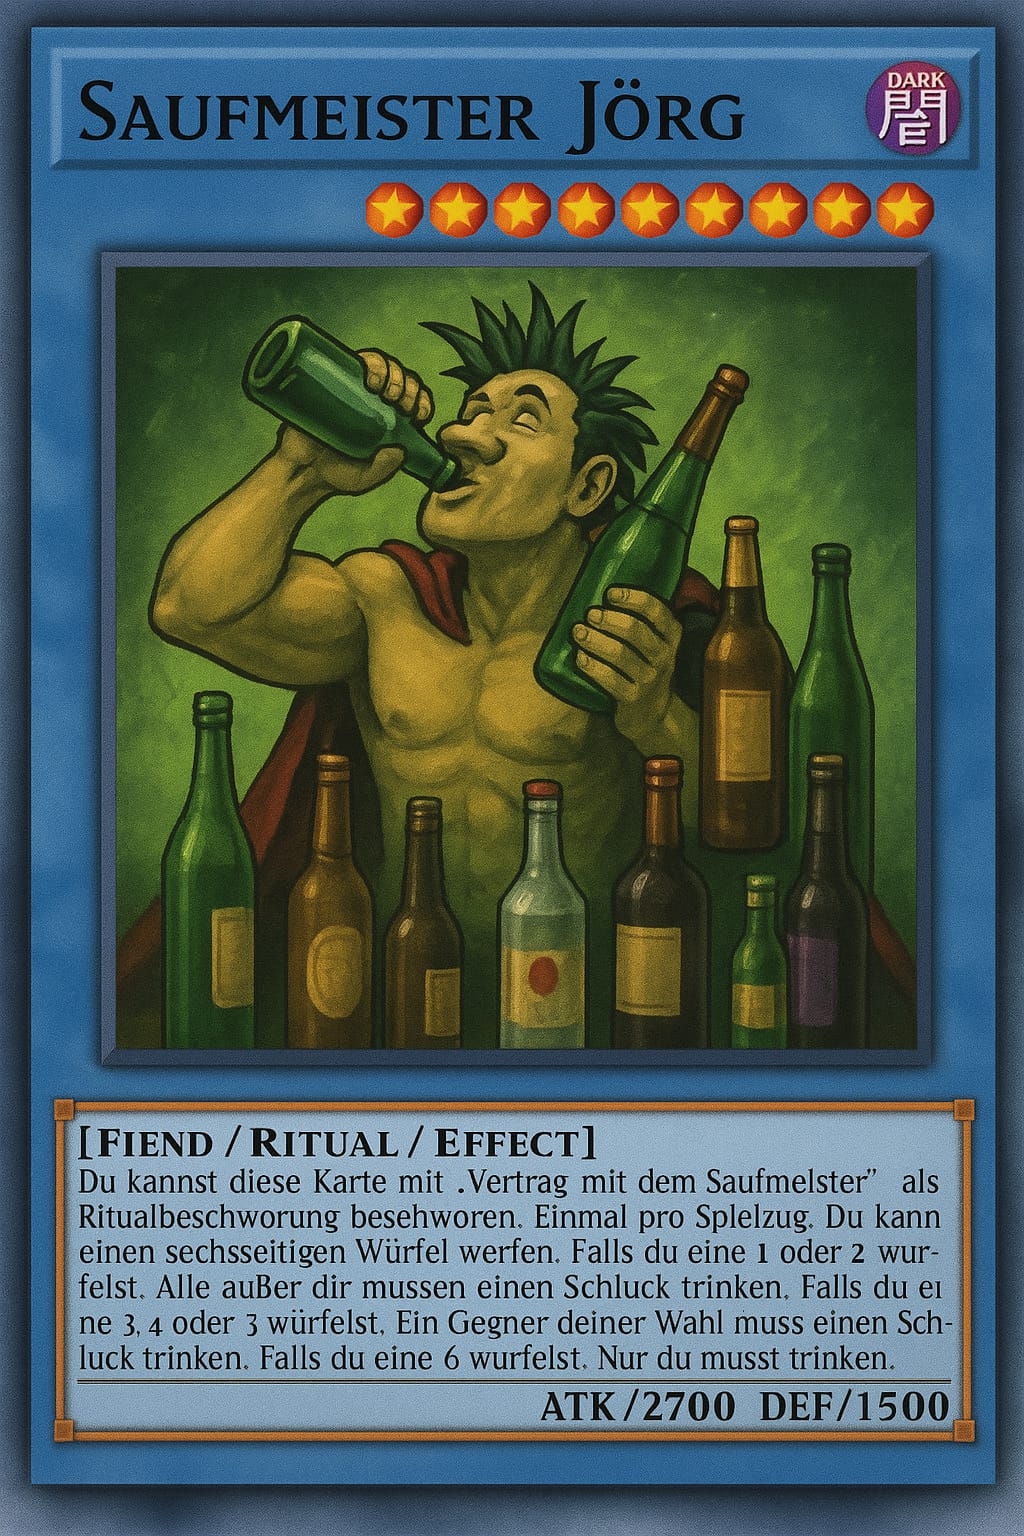 SAUFMEISTER JÖRG
DARK
闇
[FIEND / RITUAL / EFFECT]
Du kannst diese Karte mit .Vertrag mit dem Saufmelster” als
Ritualbeschworung besehworen. Einmal pro Splelzug. Du kann
einen sechsseitigen Würfel werfen. Falls du eine 1 oder 2 wur-
felst. Alle auBer dir mussen einen Schluck trinken. Falls du eı
ne 3, 4 oder 3 würfelst, Ein Gegner deiner Wahl muss einen Sch-
luck trinken. Falls du eine 6 wurfelst. Nur du musst trinken.
ATK/2700 DEF/1500